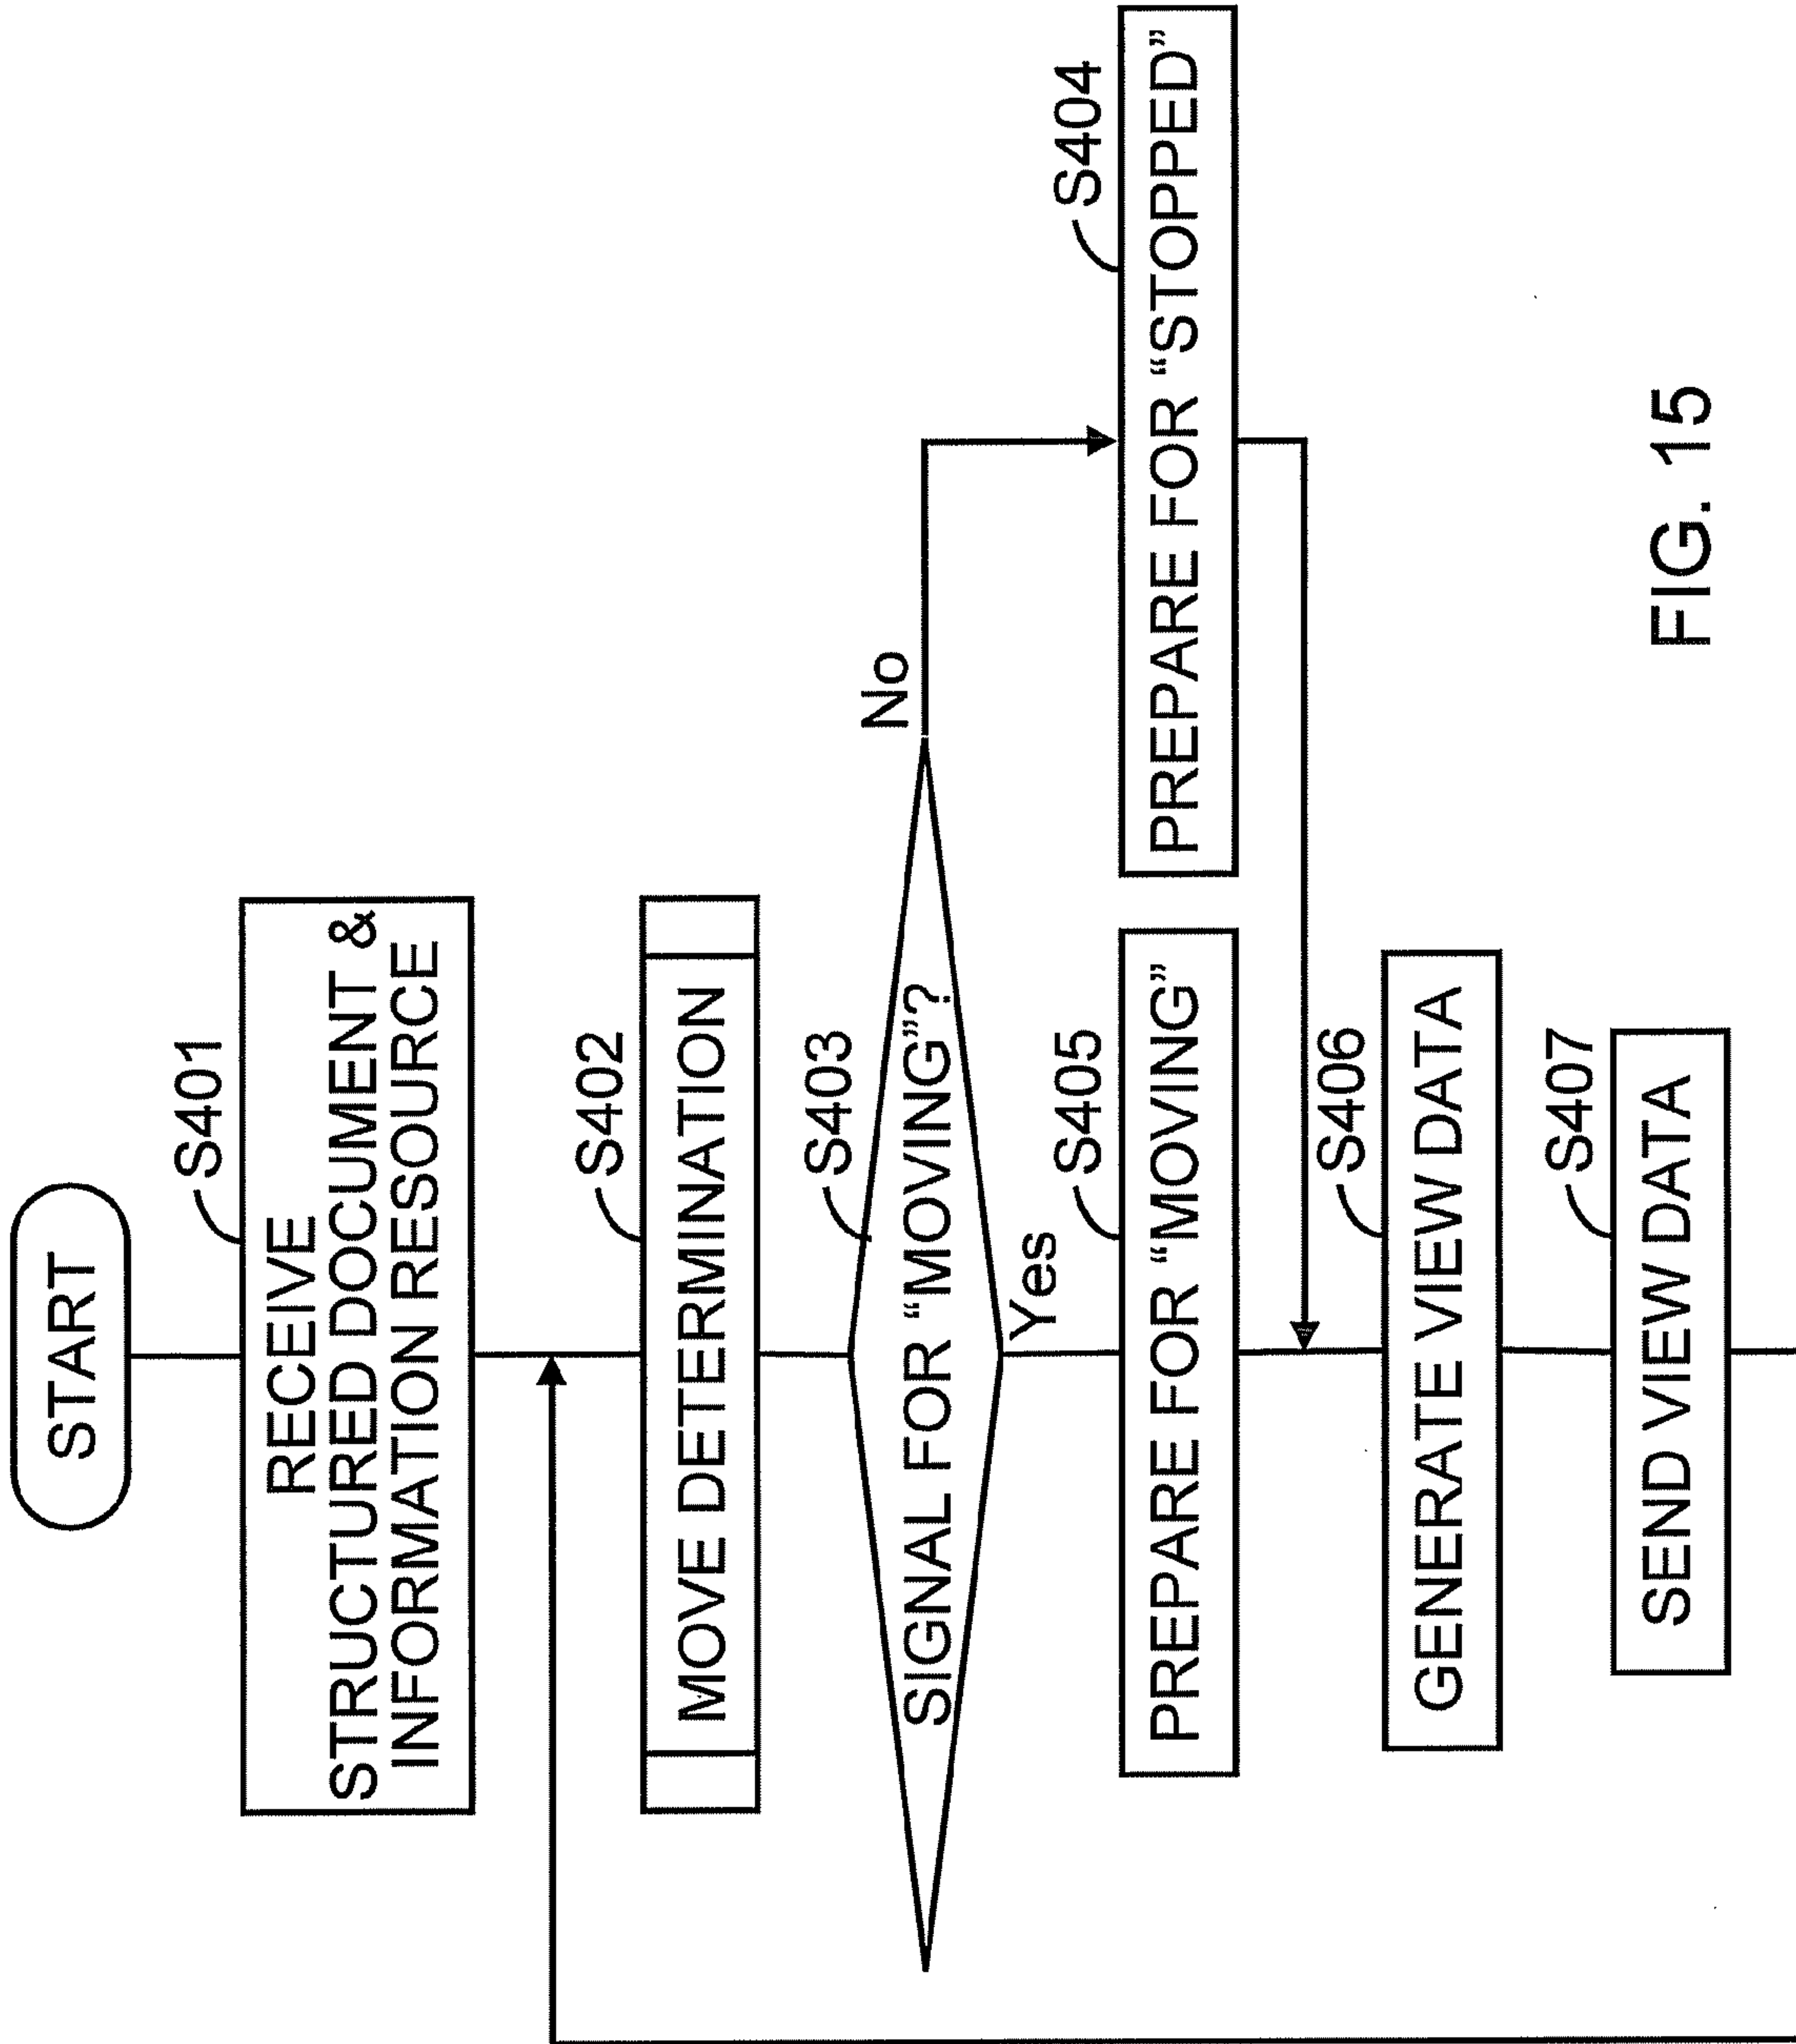 START
S401
RECEIVE
STRUCTURED DOCUMENT &
INFORMATION RESOURCE
S402
MOVE DETERMINATION
S403
SIGNAL FOR “MOVING”?
No
Yes
S404
PREPARE FOR “STOPPED”
S405
PREPARE FOR “MOVING”
S406
GENERATE VIEW DATA
S407
SEND VIEW DATA
FIG. 15